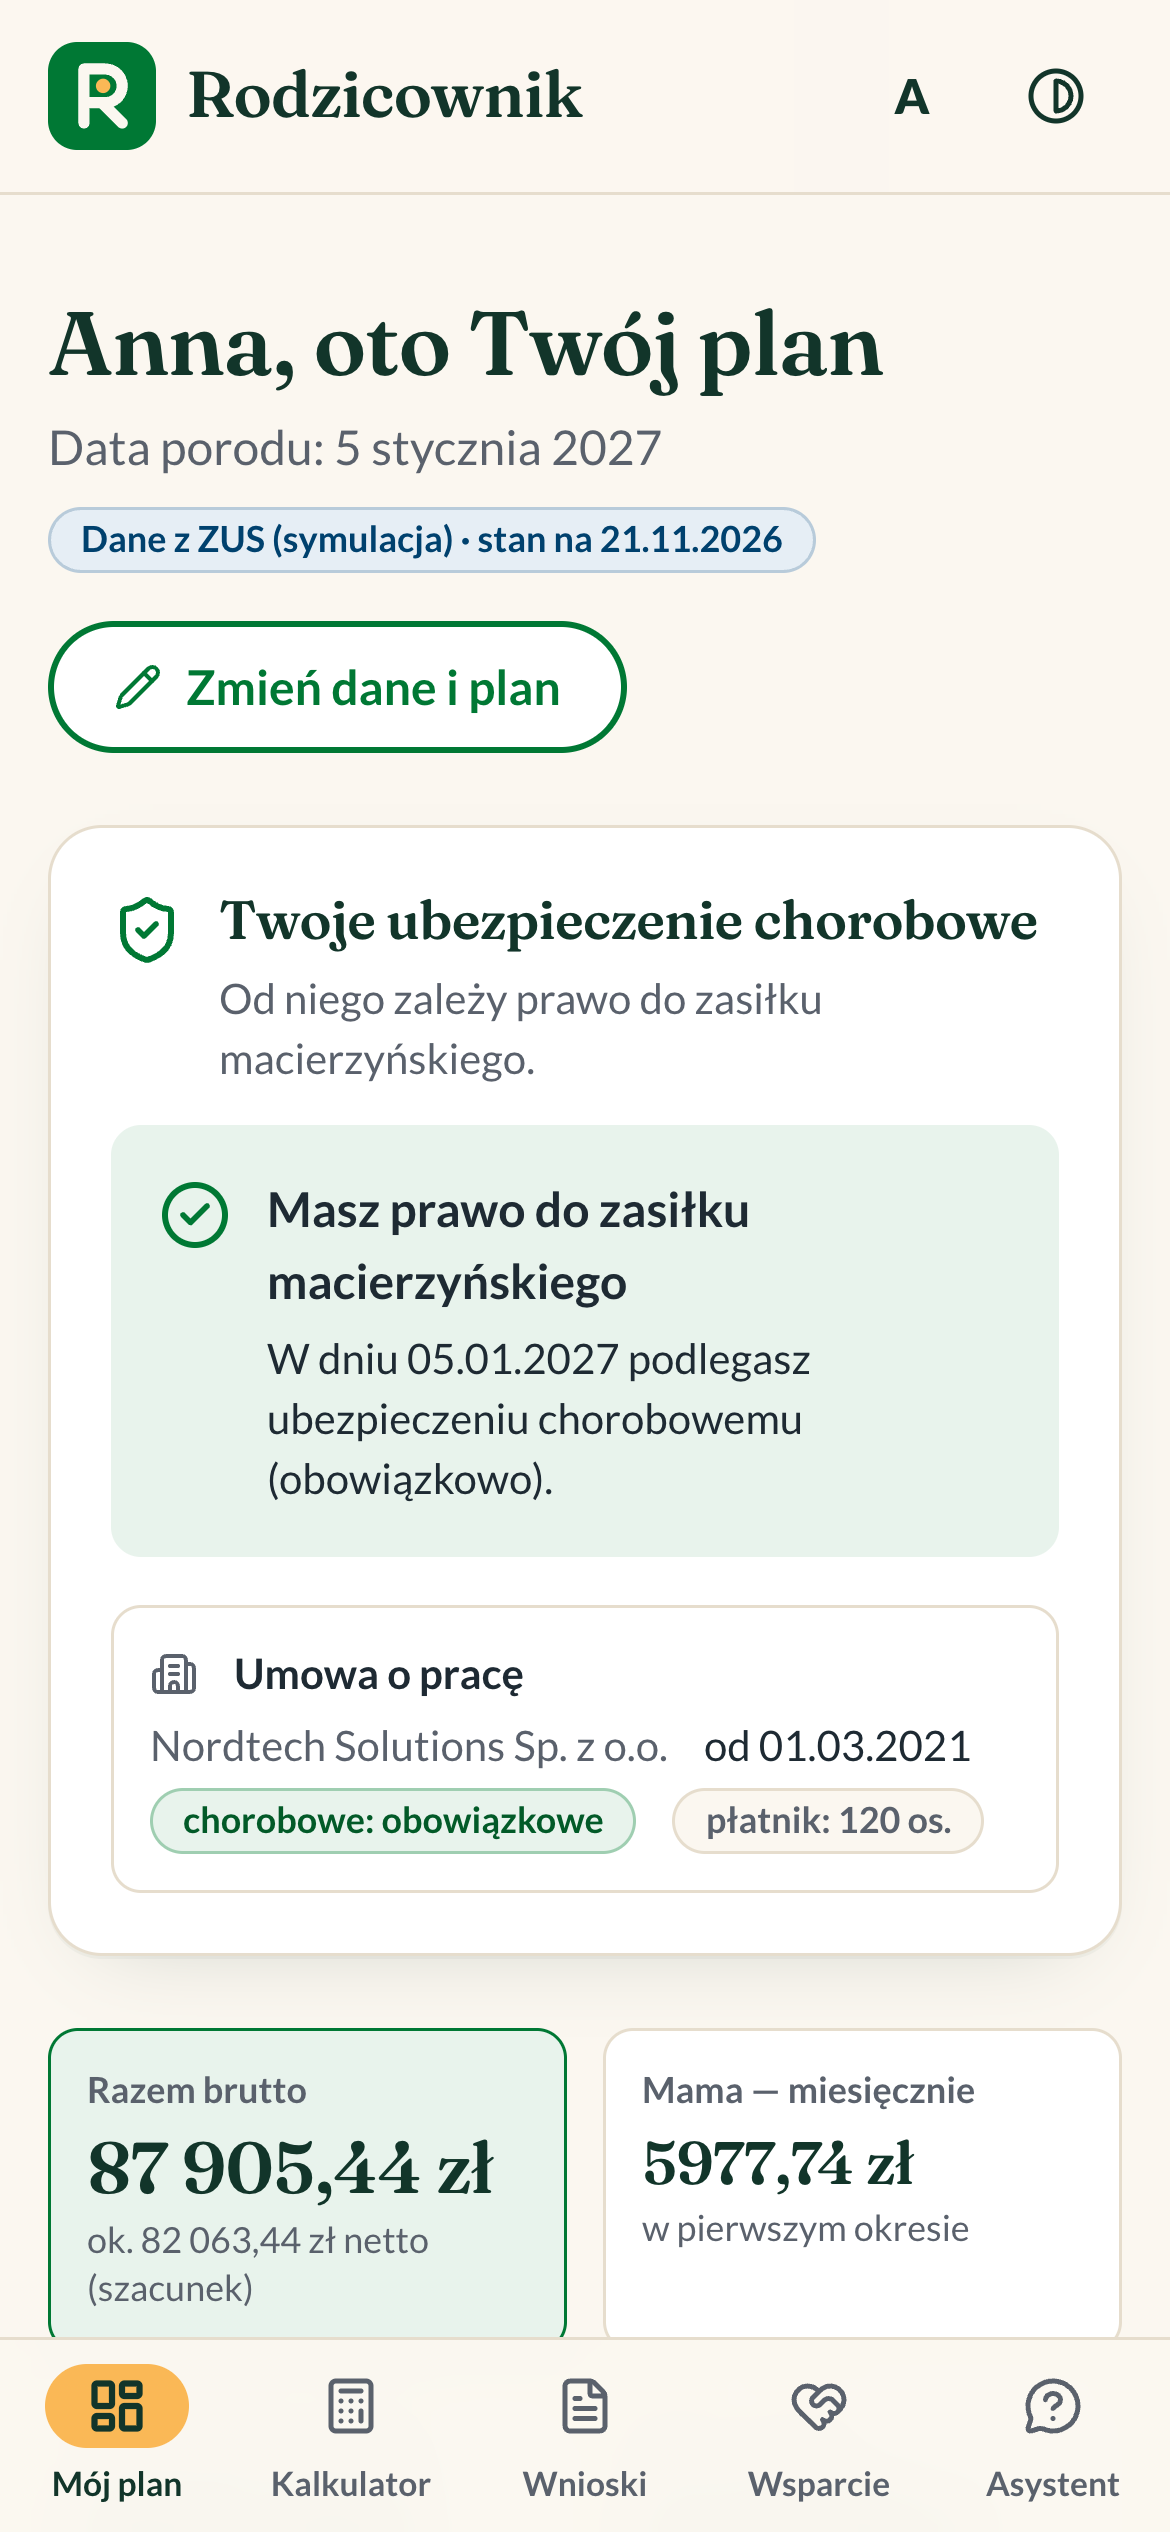 R Rodzicownik A
Anna, oto Twój plan
Data porodu: 5 stycznia 2027
Dane z ZUS (symulacja) · stan na 21.11.2026
Zmień dane i plan
Twoje ubezpieczenie chorobowe
Od niego zależy prawo do zasiłku
macierzyńskiego.
Masz prawo do zasiłku
macierzyńskiego
W dniu 05.01.2027 podlegasz
ubezpieczeniu chorobowemu
(obowiązkowo).
Umowa o pracę
Nordtech Solutions Sp. z o.o. od 01.03.2021
chorobowe: obowiązkowe płatnik: 120 os.
Razem brutto
87 905,44 zł
ok. 82 063,44 zł netto
(szacunek)
Mama — miesięcznie
5977,74 zł
w pierwszym okresie
Mój plan Kalkulator Wnioski Wsparcie Asystent